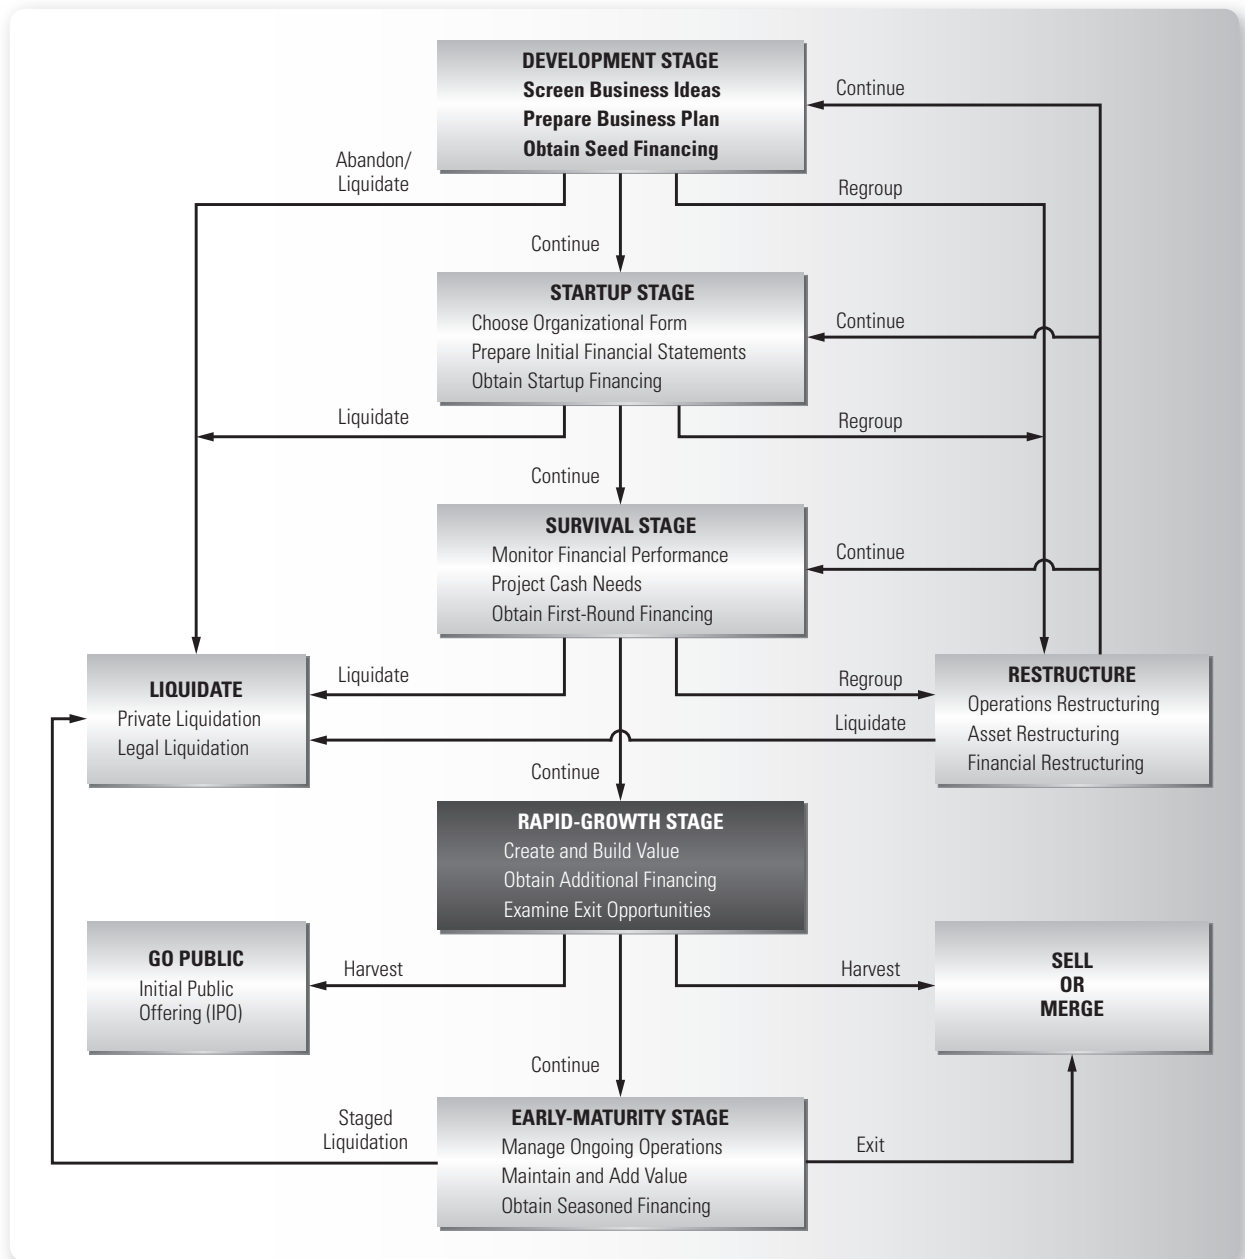 DEVELOPMENT STAGE
Screen Business Ideas
Prepare Business Plan
Obtain Seed Financing
Continue
Abandon/
Liquidate
Regroup
Continue
STARTUP STAGE
Choose Organizational Form
Prepare Initial Financial Statements
Obtain Startup Financing
Continue
Liquidate
Regroup
Continue
SURVIVAL STAGE
Monitor Financial Performance
Project Cash Needs
Obtain First-Round Financing
Continue
LIQUIDATE
Private Liquidation
Legal Liquidation
Liquidate
Regroup
Liquidate
RESTRUCTURE
Operations Restructuring
Asset Restructuring
Financial Restructuring
Continue
RAPID-GROWTH STAGE
Create and Build Value
Obtain Additional Financing
Examine Exit Opportunities
GO PUBLIC
Initial Public
Offering (IPO)
Harvest
Harvest
SELL
OR
MERGE
Continue
Staged
Liquidation
EARLY-MATURITY STAGE
Manage Ongoing Operations
Maintain and Add Value
Obtain Seasoned Financing
Exit